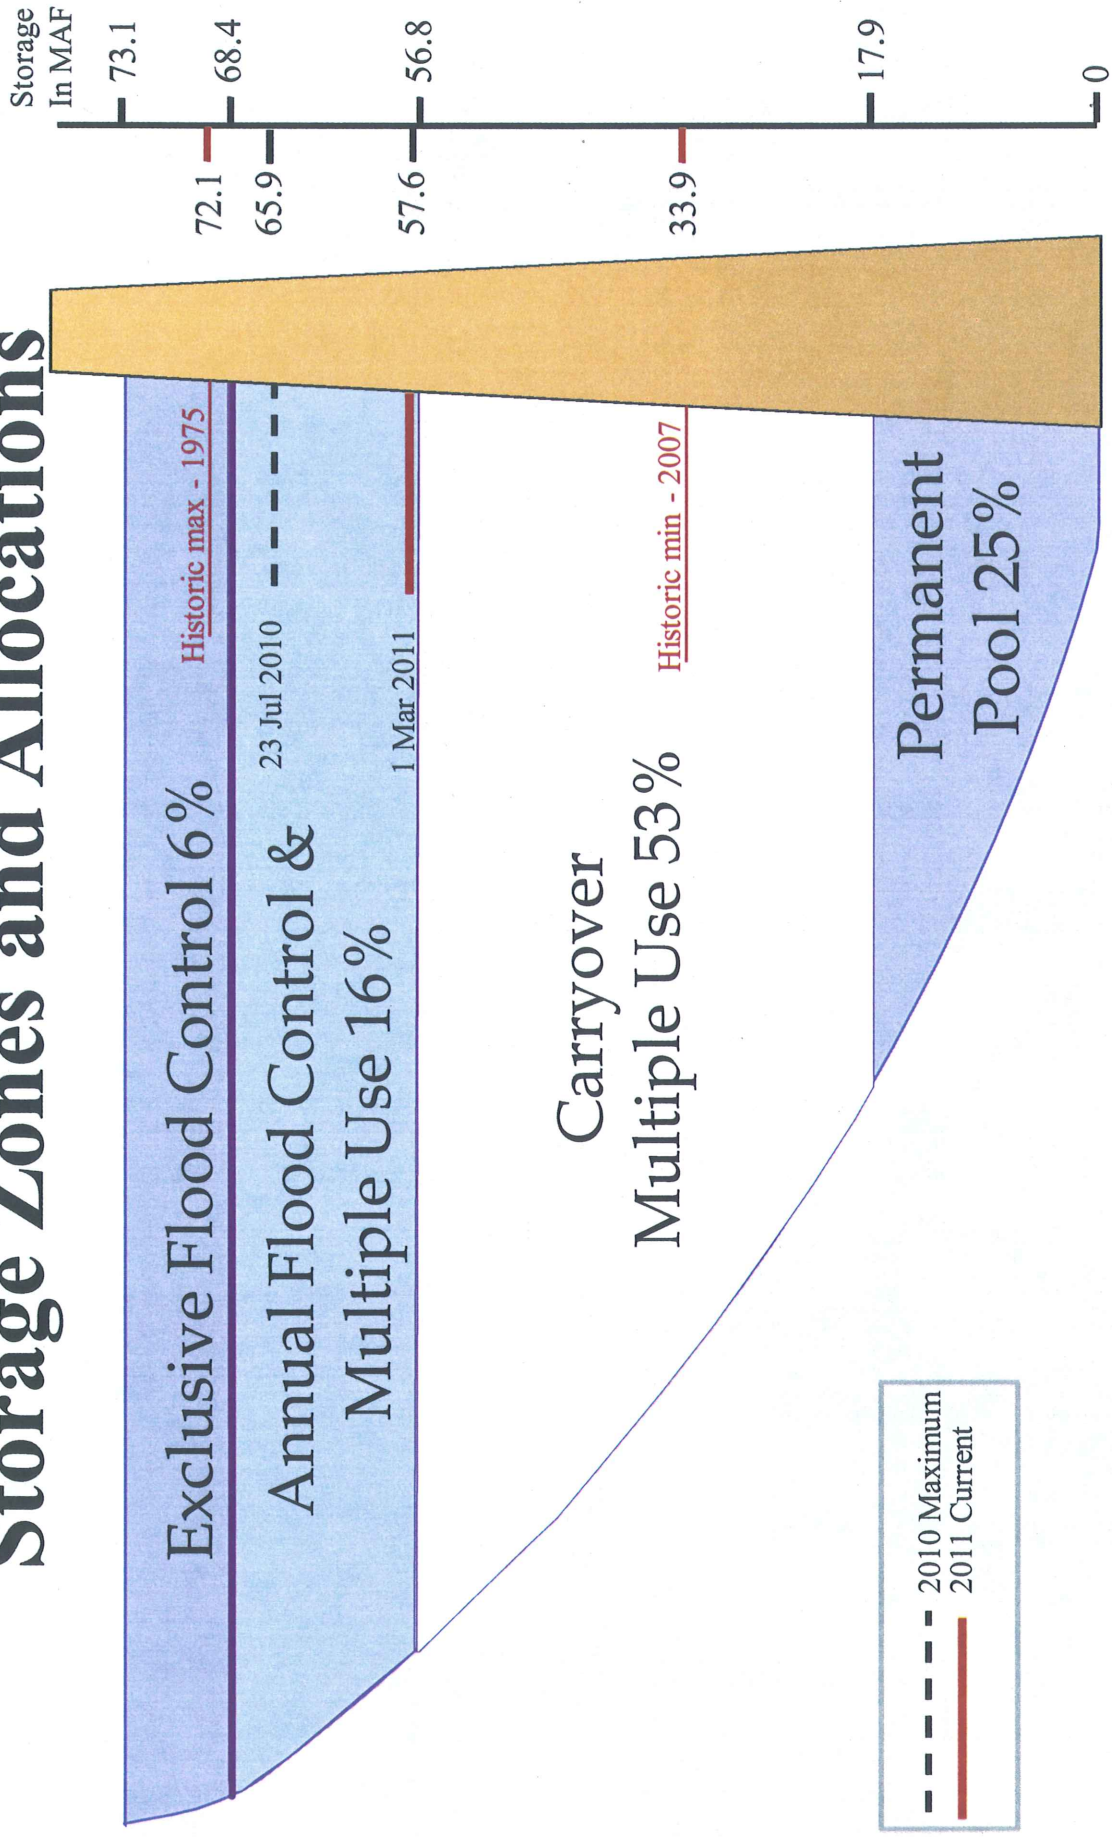 Storage Zones and Allocations
Storage
In MAF
73.1
72.1
68.4
65.9
57.6
56.8
33.9
17.9
0
Exclusive Flood Control 6%
Historic max - 1975
Annual Flood Control &
Multiple Use 16%
23 Jul 2010
1 Mar 2011
Carryover
Multiple Use 53%
Historic min - 2007
Permanent
Pool 25%
2010 Maximum
2011 Current